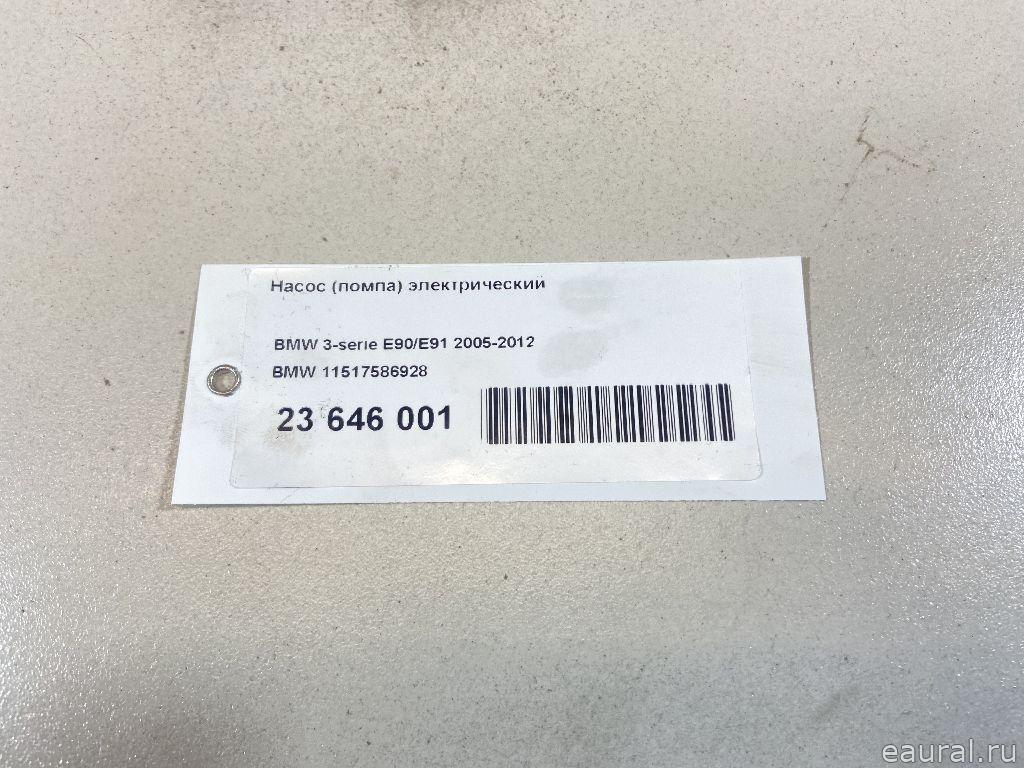 Насос (помпа) электрический
BMW 3-serie E90/E91 2005-2012
BMW 11517586928
23 646 001
eaural.ru